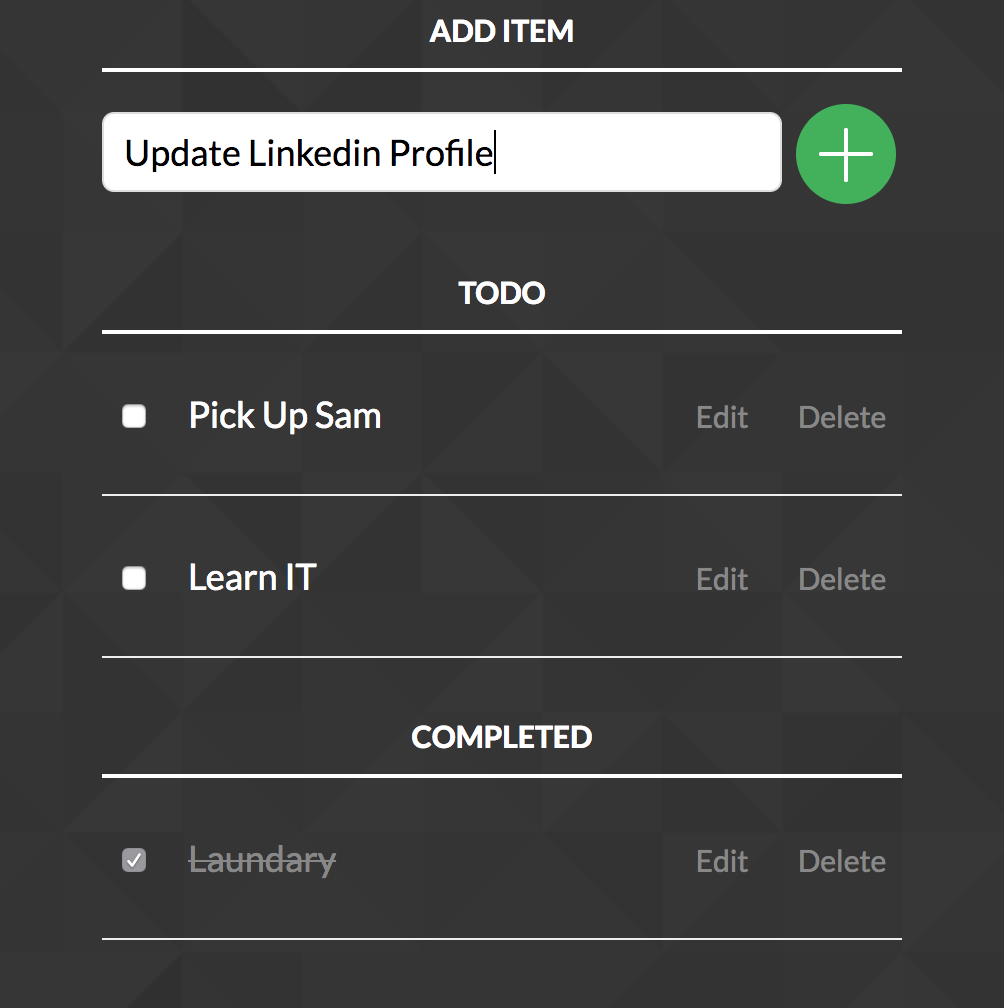 ADD ITEM
Update Linkedin Profile
TODO
Pick Up Sam Edit Delete
Learn IT Edit Delete
COMPLETED
Laundary Edit Delete